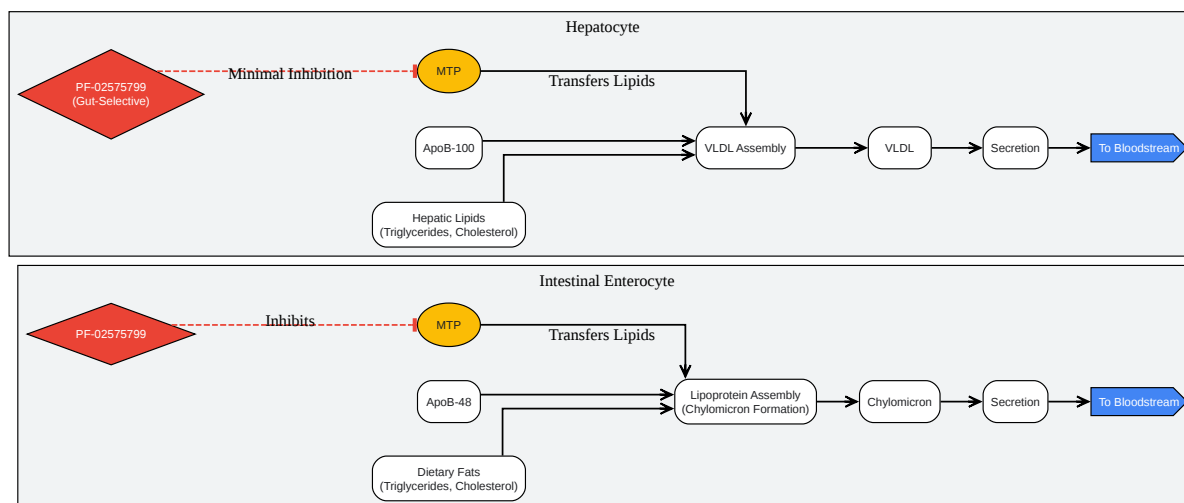 Hepatocyte
PF-02575799
(Gut-Selective)
Minimal Inhibition
MTP
Transfers Lipids
ApoB-100
VLDL Assembly
VLDL
Secretion
To Bloodstream
Hepatic Lipids
(Triglycerides, Cholesterol)
Intestinal Enterocyte
PF-02575799
Inhibits
MTP
Transfers Lipids
ApoB-48
Lipoprotein Assembly
(Chylomicron Formation)
Chylomicron
Secretion
To Bloodstream
Dietary Fats
(Triglycerides, Cholesterol)